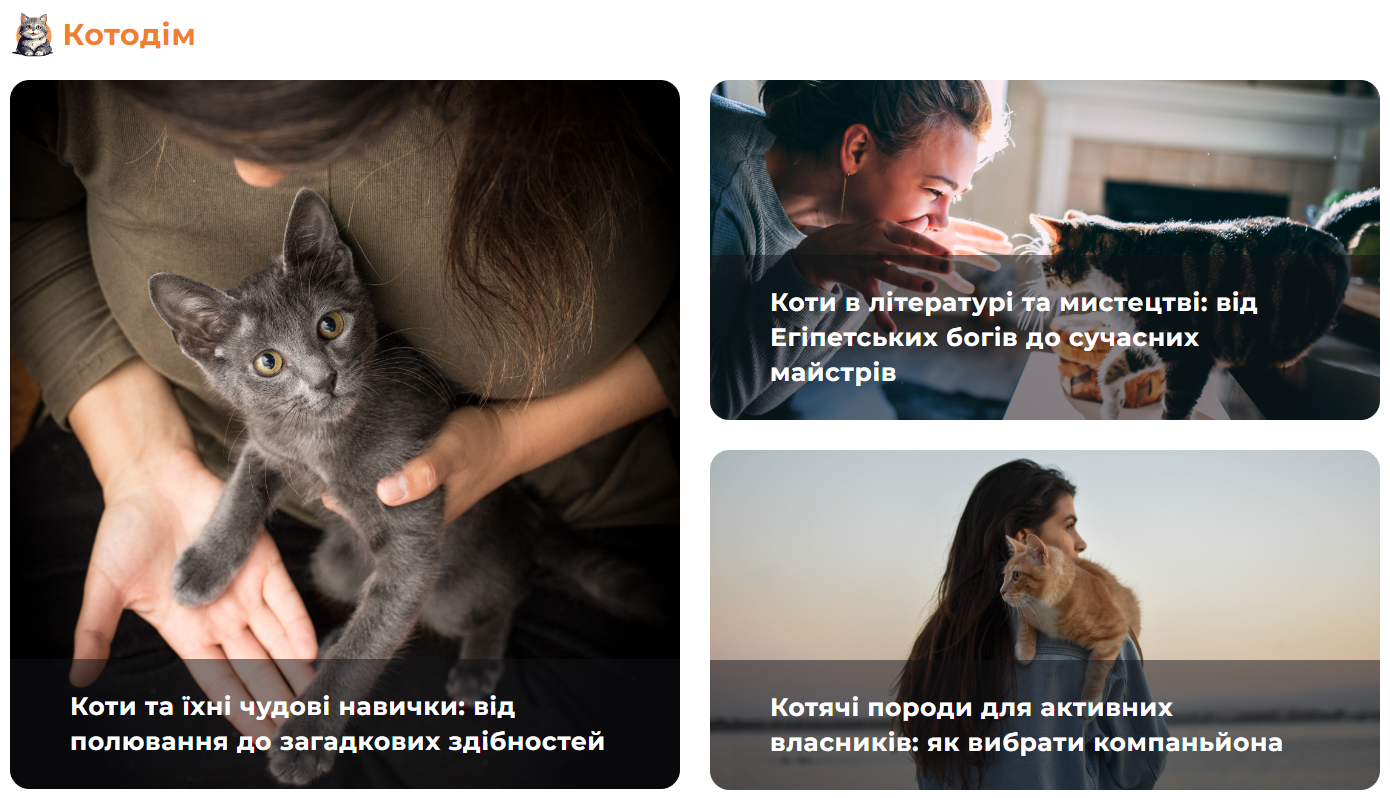 Котодім
Коти та їхні чудові навички: від
полювання до загадкових здібностей
Коти в літературі та мистецтві: від
Егіпетських богів до сучасних
майстрів
Котячі породи для активних
власників: як вибрати компаньйона